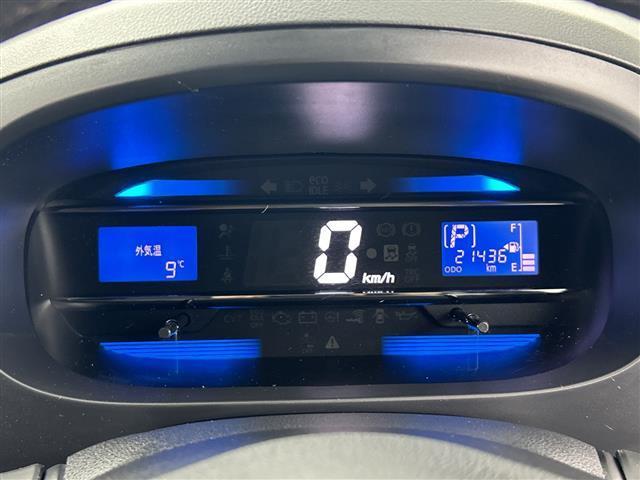 eco
IDLE
外気温
9℃
0 km/h
P
F
21436
ODO km
E